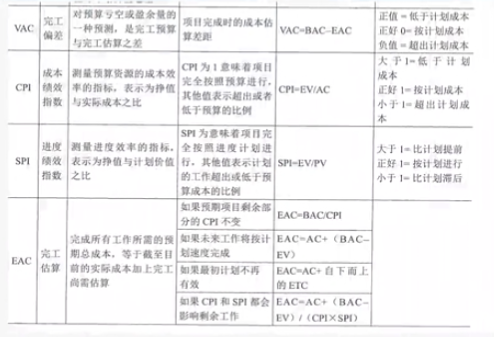 VAC
完工
偏差
对预算亏空或盈余量的
一种预测，是完工预算
与完工估算之差
项目完成时的成本估
算差距
VAC=BAC–EAC
正值 = 低于计划成本
正好 0= 按计划成本
负值 = 超出计划成本
CPI
成本
绩效
指数
测量预算资源的成本效
率的指标，表示为挣值
与实际成本之比
CPI 为 1 意味着项目
完全按照预算进行，
其他值表示超出或者
低于预算的比例
CPI=EV/AC
大 于 1= 低 于 计 划
成本
正好 1= 按计划成本
小于 1= 超出计划成
本
SPI
进度
绩效
指数
测量进度效率的指标，
表示为挣值与计划价值
之比
SPI 为意味着项目完
全按照进度计划进
行，其他值表示计划
的工作超出或低于预
算成本的比例
SPI=EV/PV
大于 1= 比计划提前
正好 1= 按计划进行
小于 1= 比计划滞后
EAC
完工
估算
完成所有工作所需的预
期总成本，等于截至目
前的实际成本加上完工
尚需估算
如果预期项目剩余部
分的 CPI 不变
EAC=BAC/CPI
如果未来工作将按计
划速度完成
EAC=AC+（BAC–
EV）
如果最初计划不再
有效
EAC=AC+ 自下而上
的 ETC
如果 CPI 和 SPI 都会
影响剩余工作
EAC=AC+（BAC–
EV）/（CPI×SPI）